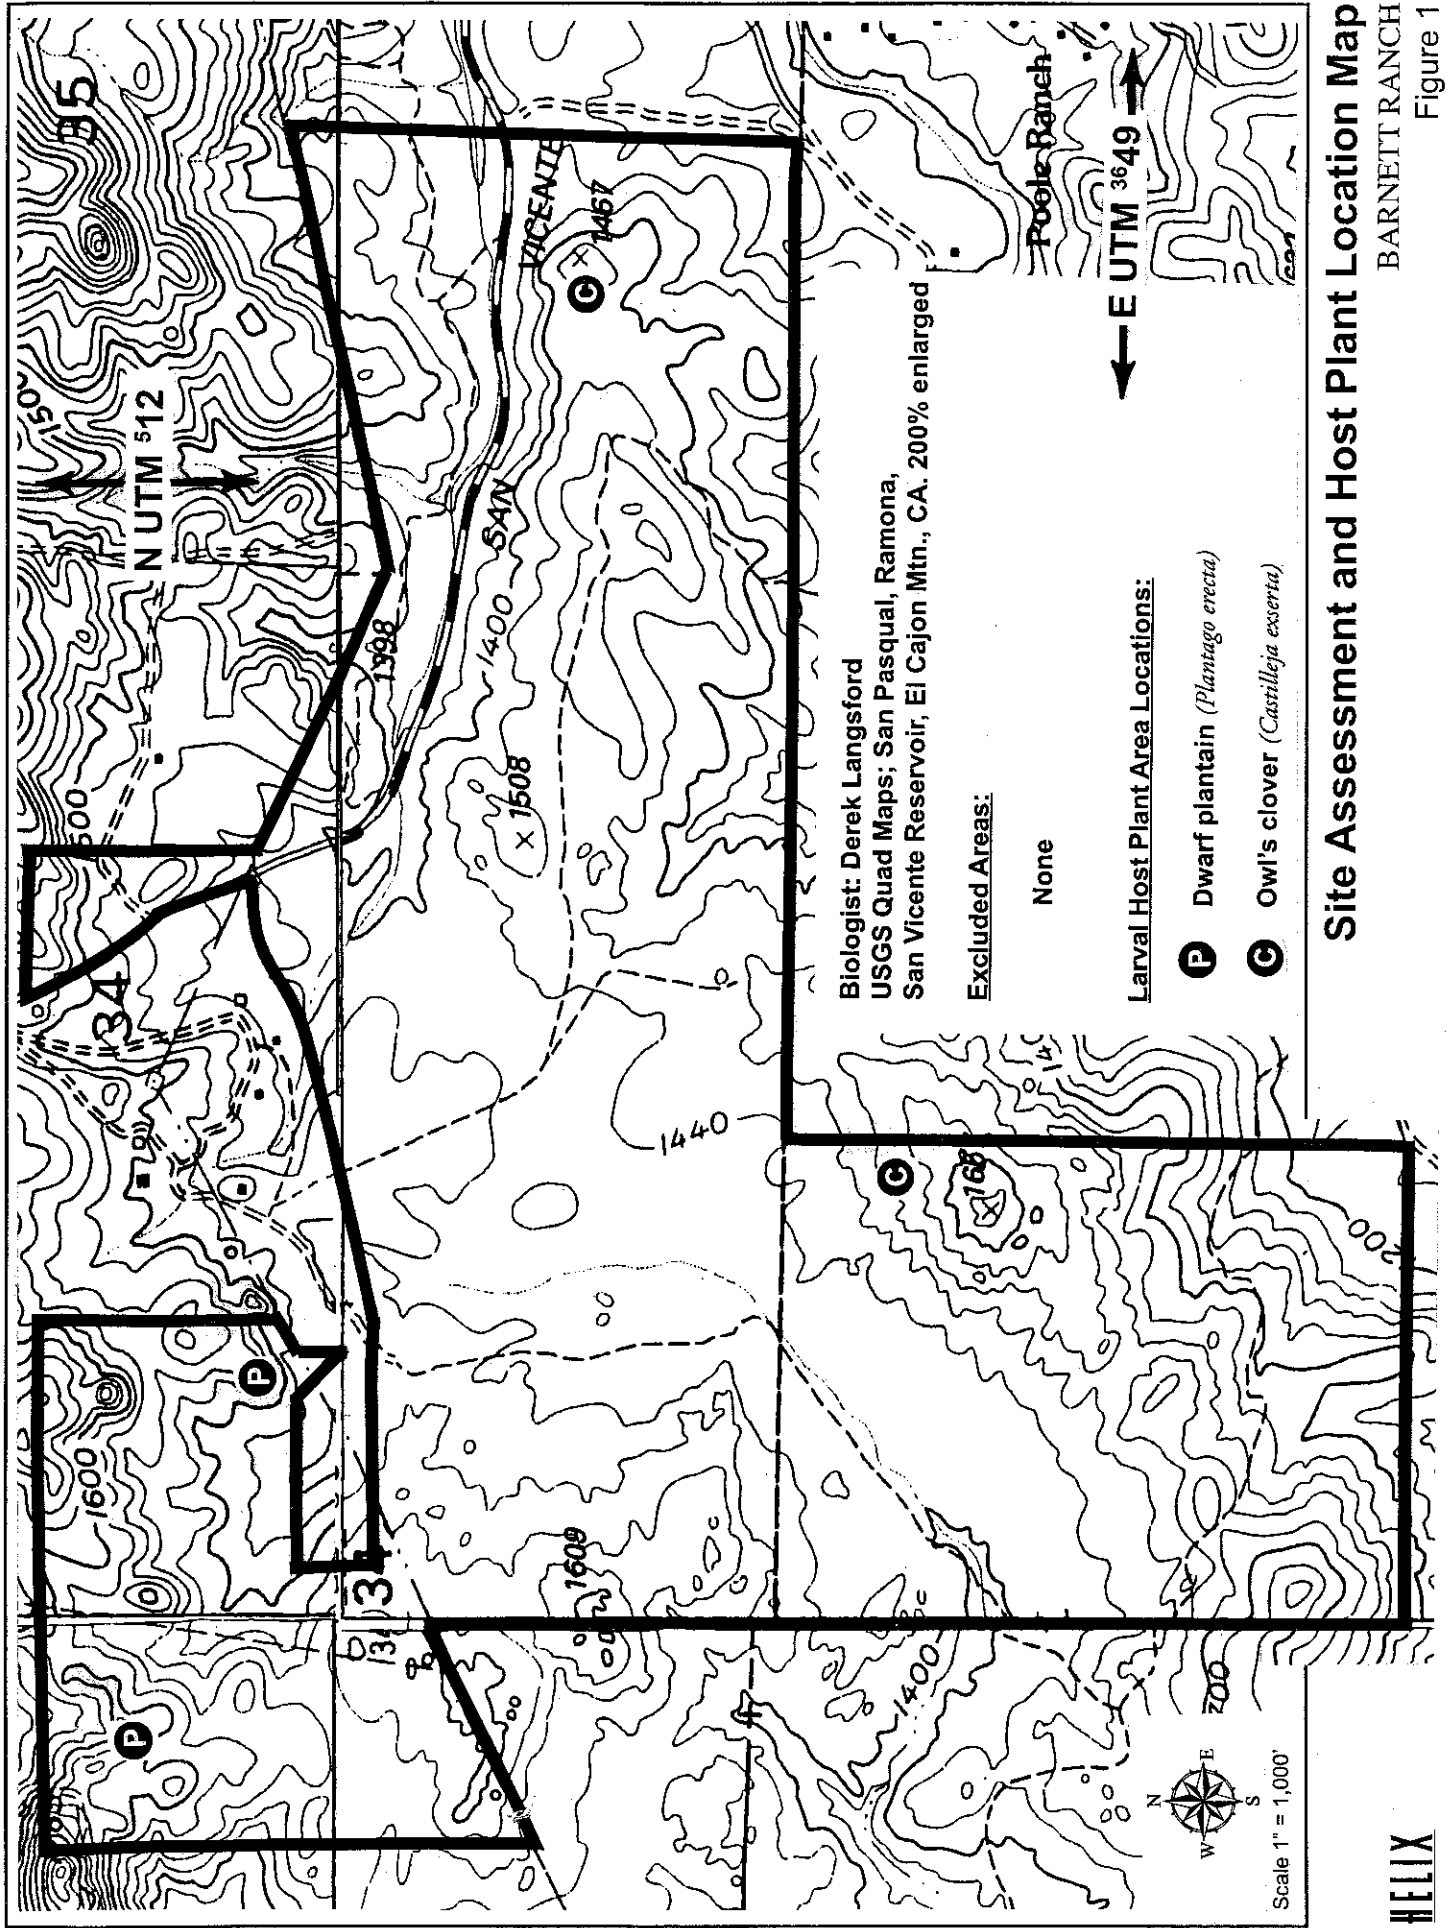 35
1500
N UTM ⁵12
VICENTE
1467
SAN
1400
1398
1508
34
1600
1440
1609
1400
700
Poole Ranch
← E UTM ³⁶49 →
Biologist: Derek Langsford
USGS Quad Maps; San Pasqual, Ramona,
San Vicente Reservoir, El Cajon Mtn., CA. 200% enlarged
Excluded Areas:
None
Larval Host Plant Area Locations:
P Dwarf plantain (Plantago erecta)
C Owl's clover (Castilleja exserta)
P
P
C
C
N
W E
S
Scale 1" = 1,000'
Site Assessment and Host Plant Location Map
BARNETT RANCH
Figure 1
HELIX